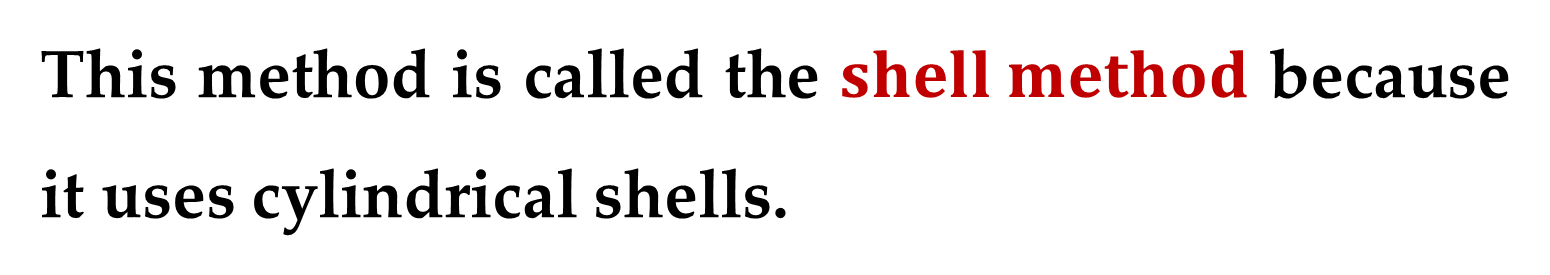 This method is called the shell method because
it uses cylindrical shells.